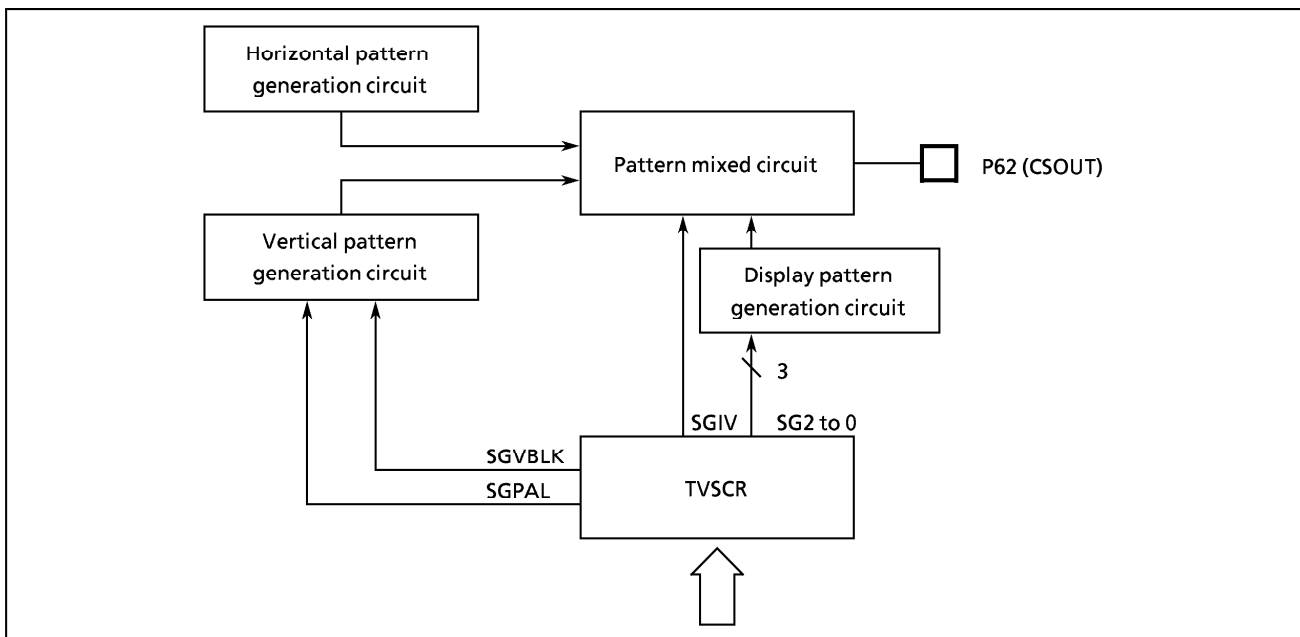 Horizontal pattern
generation circuit
Pattern mixed circuit
P62 (CSOUT)
Vertical pattern
generation circuit
Display pattern
generation circuit
3
SGIV
SG2 to 0
SGVBLK
SGPAL
TVSCR